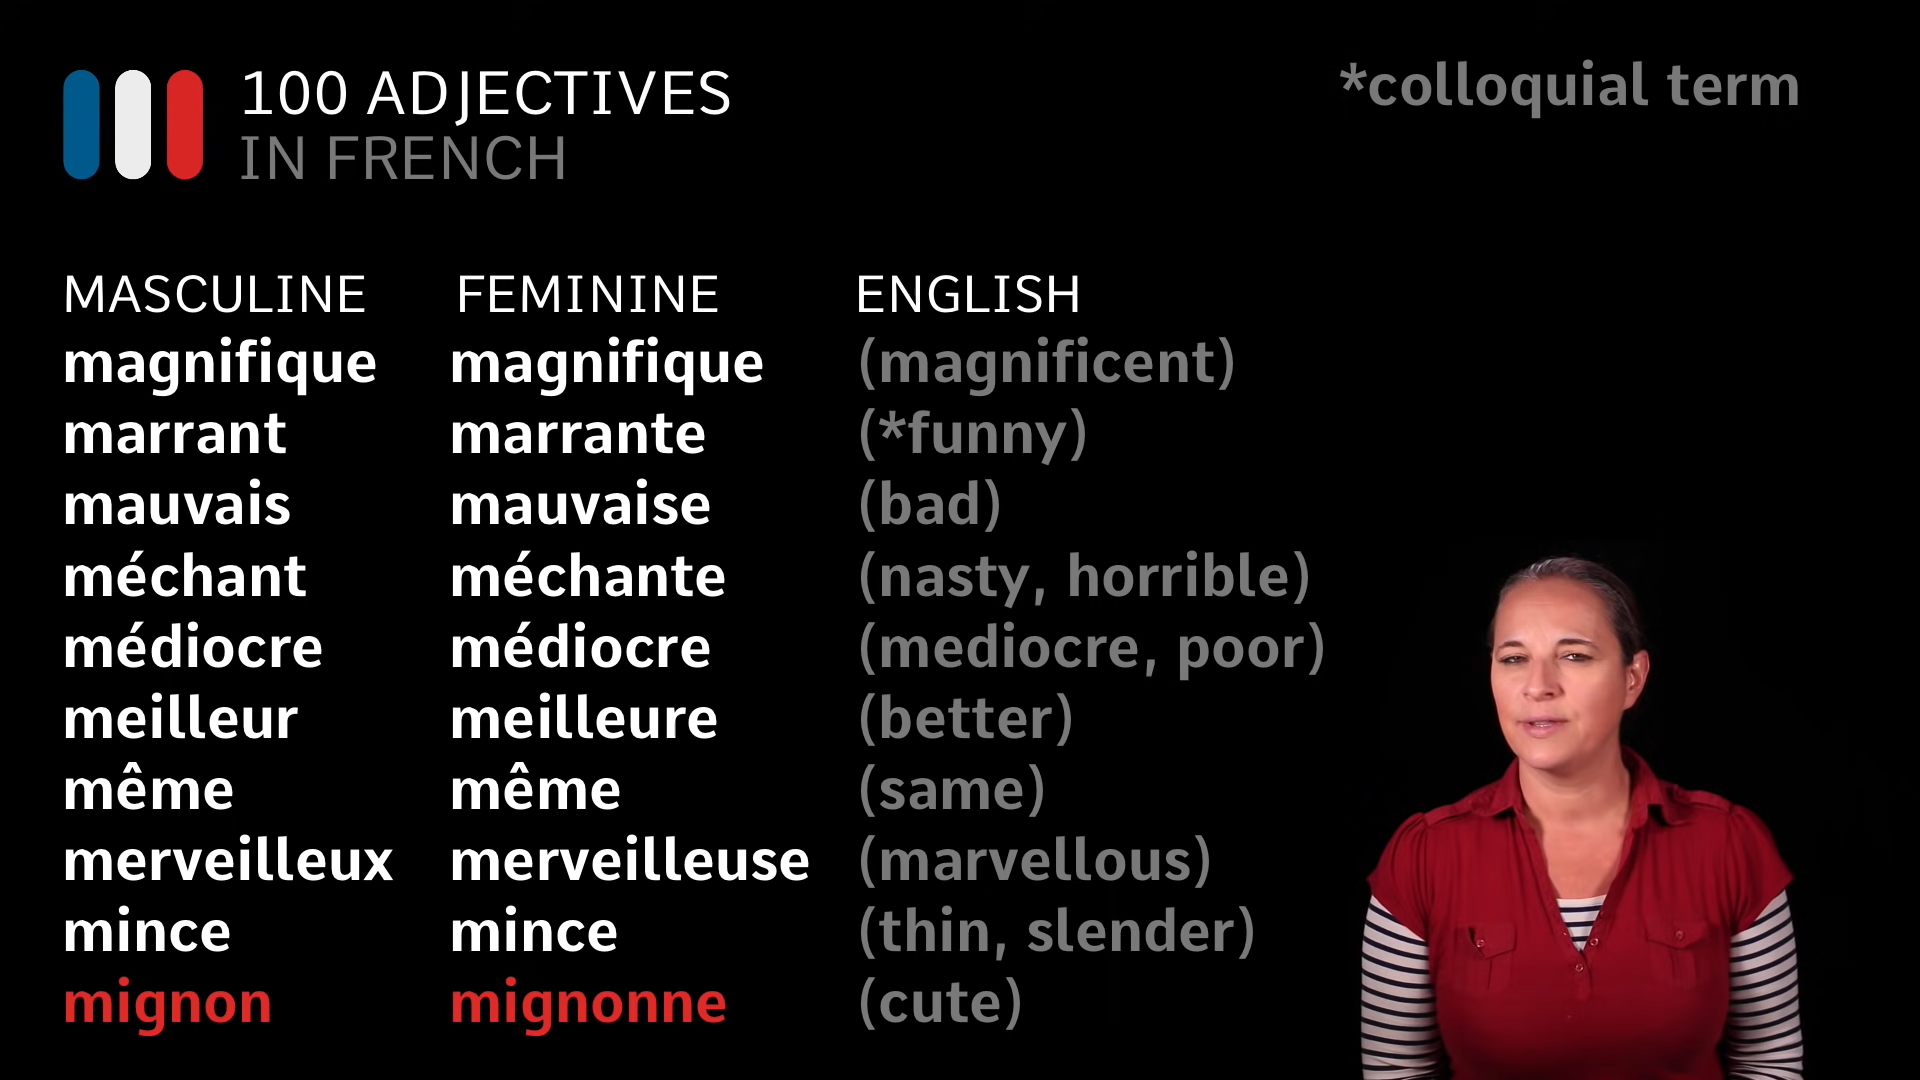 100 ADJECTIVES
IN FRENCH
*colloquial term
MASCULINE FEMININE ENGLISH
magnifique magnifique (magnificent)
marrant marrante (*funny)
mauvais mauvaise (bad)
méchant méchante (nasty, horrible)
médiocre médiocre (mediocre, poor)
meilleur meilleure (better)
même même (same)
merveilleux merveilleuse (marvellous)
mince mince (thin, slender)
mignon mignonne (cute)